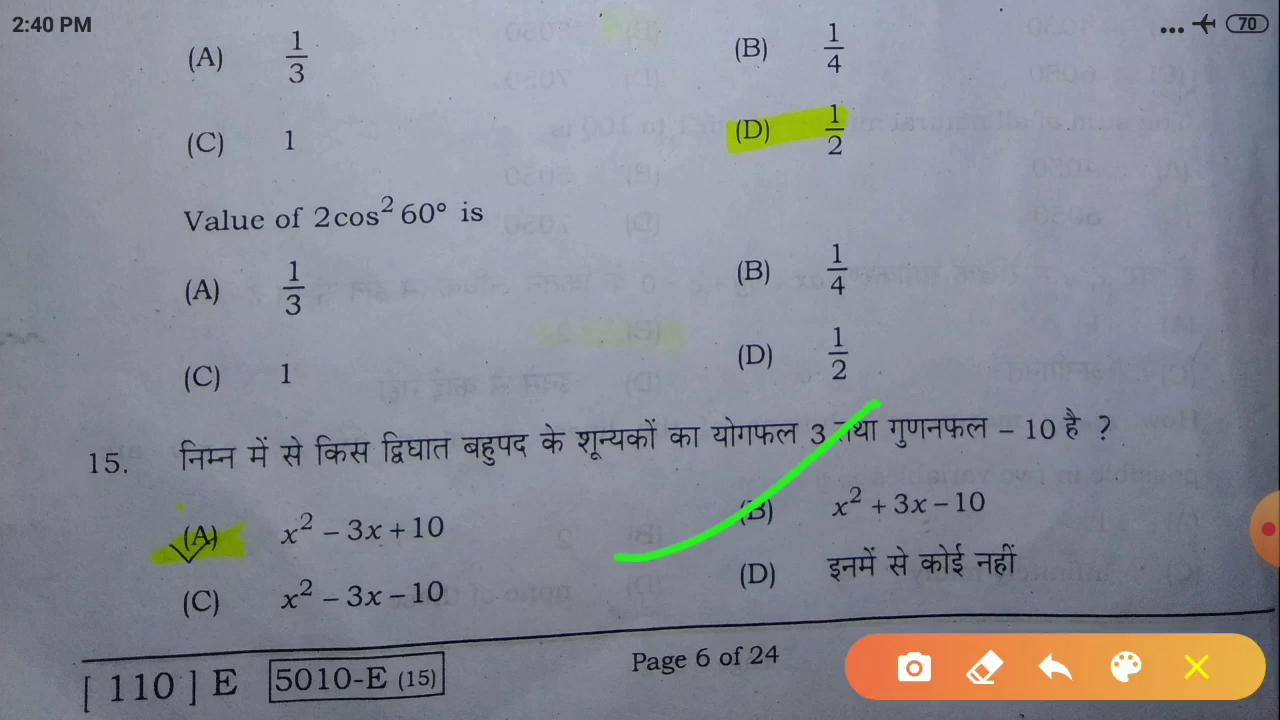 2:40 PM
70
(A) 1/3 (B) 1/4
(C) 1 (D) 1/2
Value of 2cos² 60° is
(A) 1/3 (B) 1/4
(C) 1 (D) 1/2
15. निम्न में से किस द्विघात बहुपद के शून्यकों का योगफल 3 तथा गुणनफल – 10 है ?
(A) x² – 3x + 10 (B) x² + 3x – 10
(C) x² – 3x – 10 (D) इनमें से कोई नहीं
[ 110 ] E 5010-E (15) Page 6 of 24